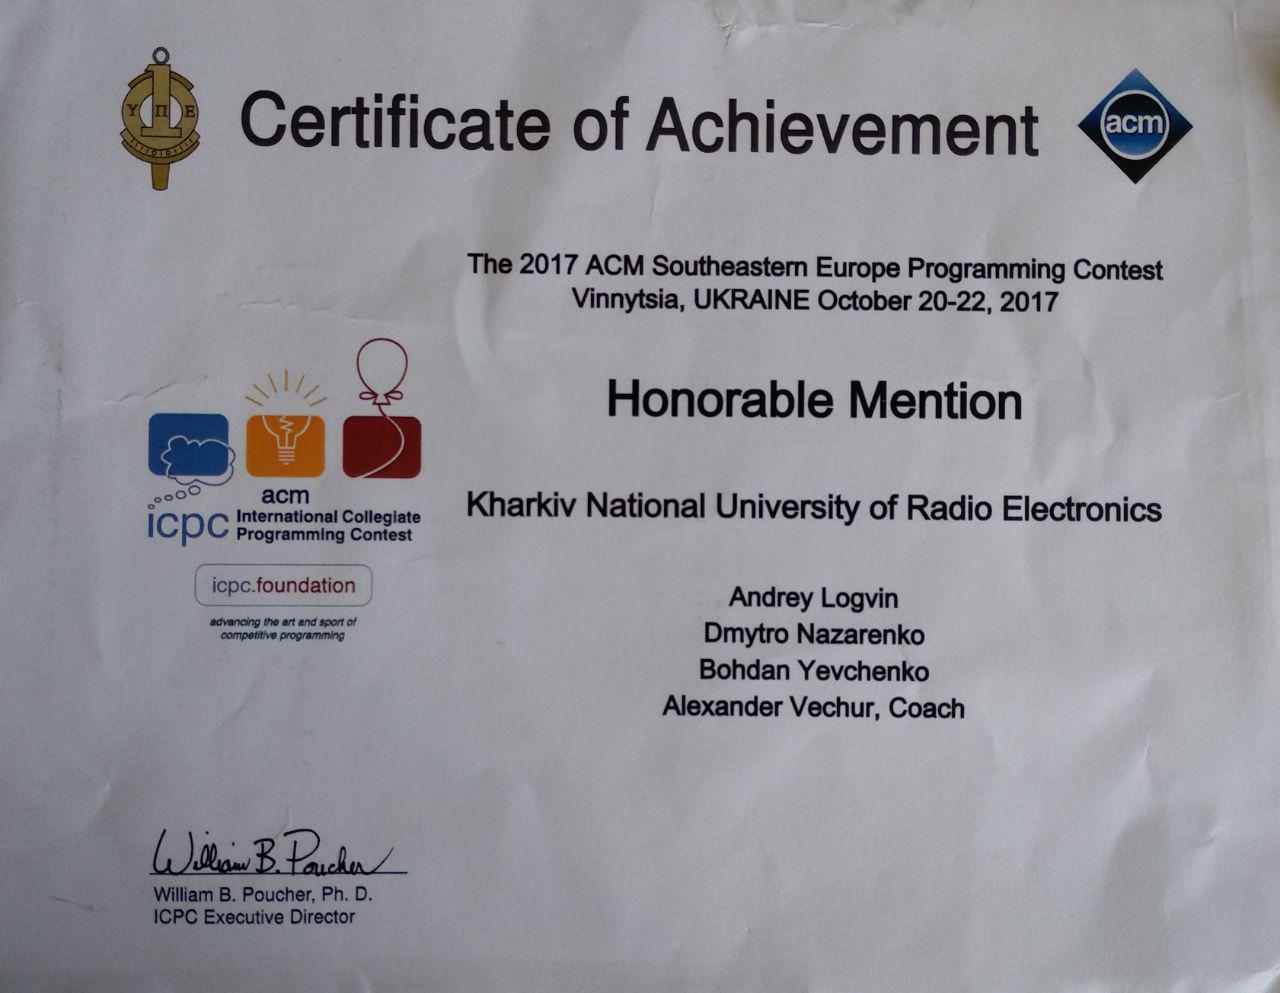 Υ Π Ε
Certificate of Achievement
acm
The 2017 ACM Southeastern Europe Programming Contest
Vinnytsia, UKRAINE October 20-22, 2017
Honorable Mention
acm
icpc International Collegiate
Programming Contest
Kharkiv National University of Radio Electronics
icpc.foundation
advancing the art and sport of
competitive programming
Andrey Logvin
Dmytro Nazarenko
Bohdan Yevchenko
Alexander Vechur, Coach
William B. Poucher
William B. Poucher, Ph. D.
ICPC Executive Director